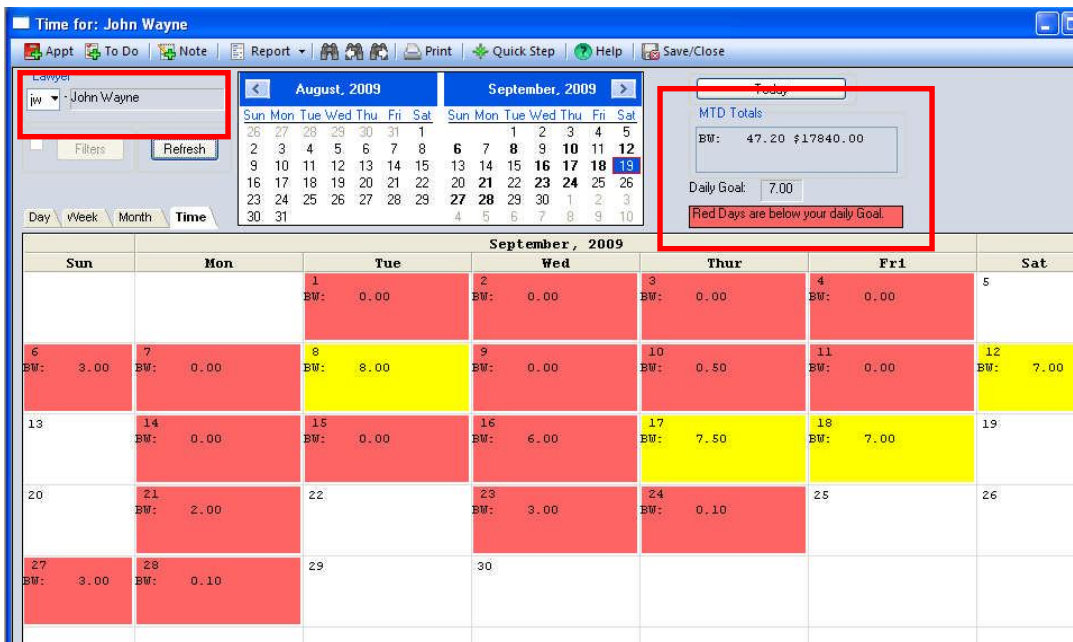 Time for: John Wayne
Appt To Do Note Report Print Quick Step Help Save/Close
Lawyer
jw - John Wayne
Filters Refresh
August, 2009 September, 2009
Sun Mon Tue Wed Thu Fri Sat Sun Mon Tue Wed Thu Fri Sat
26 27 28 29 30 31 1 1 2 3 4 5
2 3 4 5 6 7 8 6 7 8 9 10 11 12
9 10 11 12 13 14 15 13 14 15 16 17 18 19
16 17 18 19 20 21 22 20 21 22 23 24 25 26
23 24 25 26 27 28 29 27 28 29 30 1 2 3
30 31 4 5 6 7 8 9 10
Today
MTD Totals
BW: 47.20 $17840.00
Daily Goal: 7.00
Red Days are below your daily Goal.
Day Week Month Time
September, 2009
Sun Mon Tue Wed Thur Fri Sat
1 2 3 4 5
BW: 0.00 BW: 0.00 BW: 0.00 BW: 0.00
6 7 8 9 10 11 12
BW: 3.00 BW: 0.00 BW: 8.00 BW: 0.00 BW: 0.50 BW: 0.00 BW: 7.00
13 14 15 16 17 18 19
BW: 0.00 BW: 0.00 BW: 6.00 BW: 7.50 BW: 7.00
20 21 22 23 24 25 26
BW: 2.00 BW: 3.00 BW: 0.10
27 28 29 30
BW: 3.00 BW: 0.10